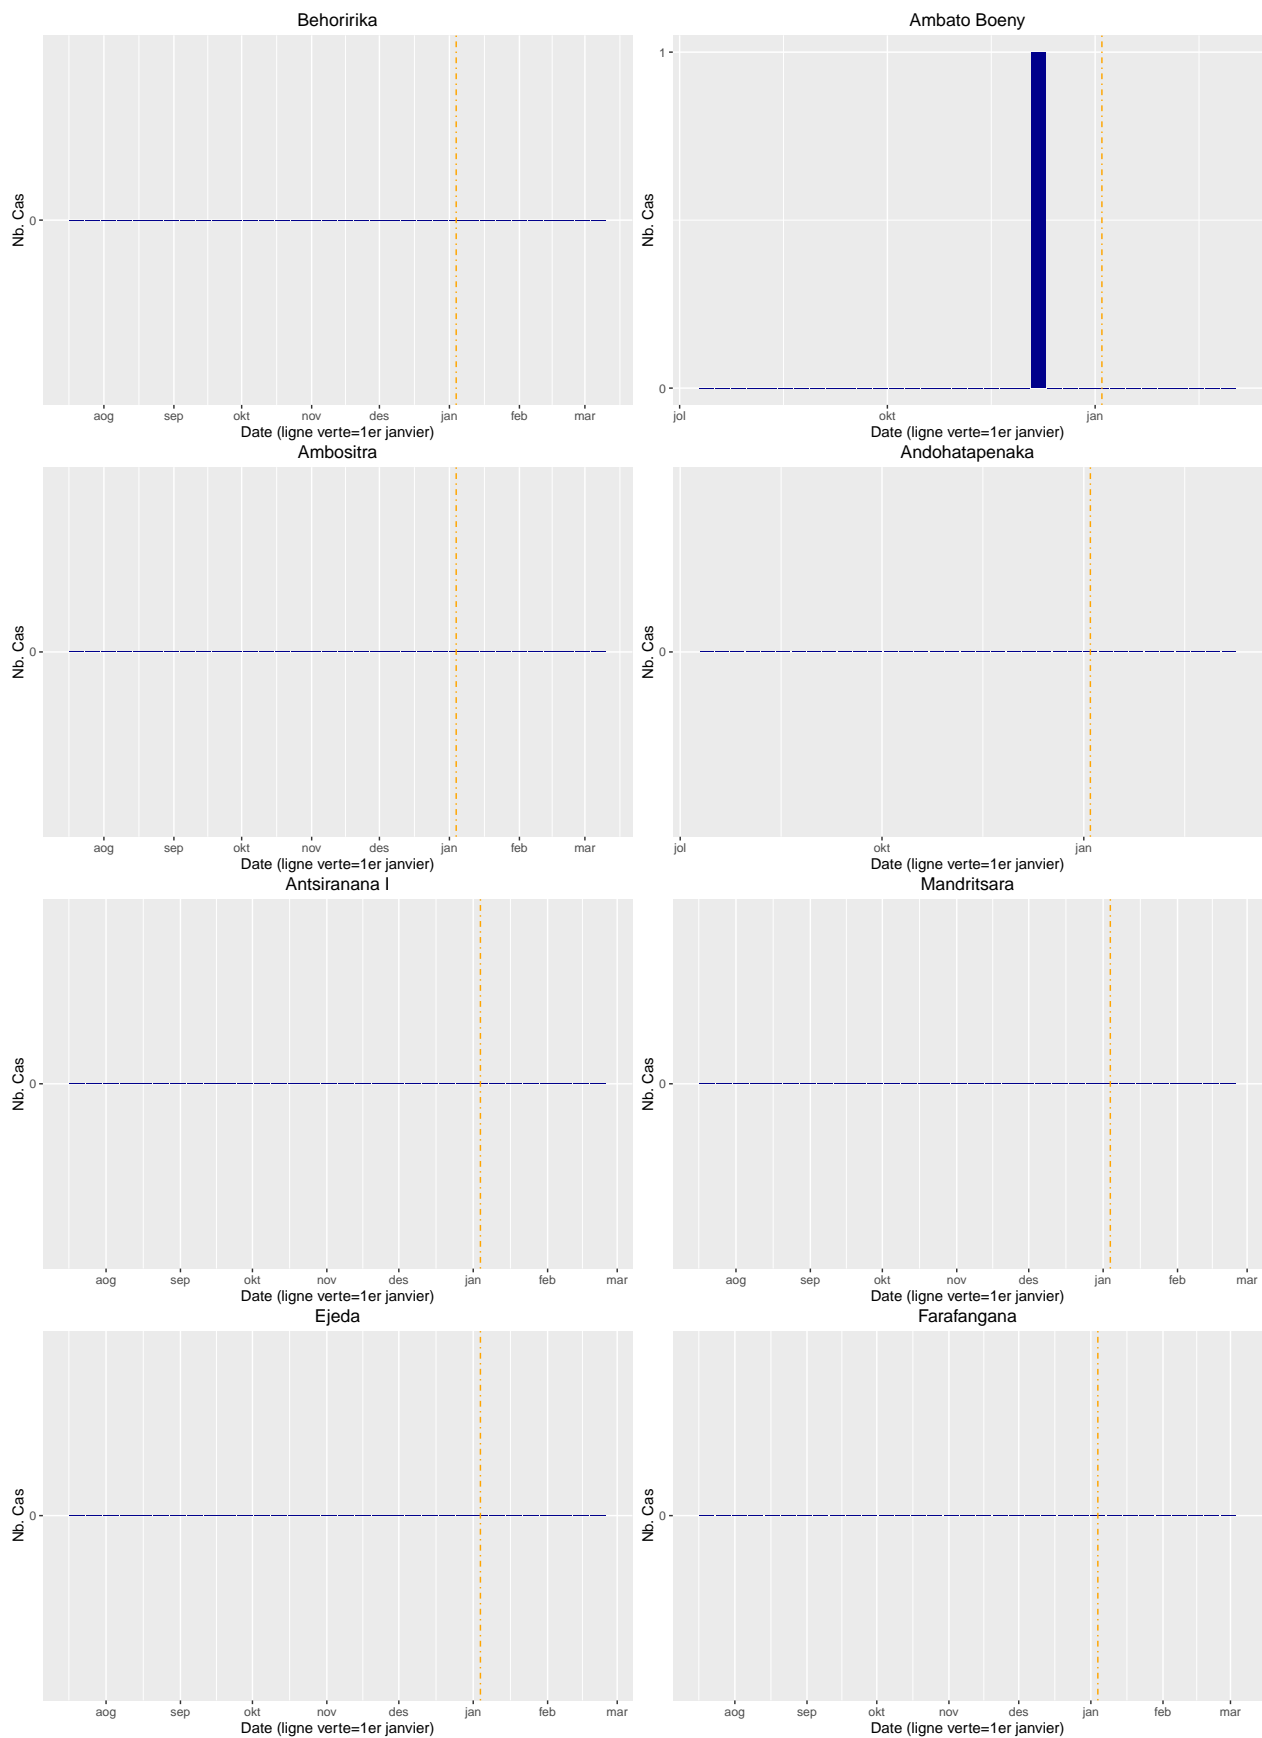 Behoririka
Nb. Cas
0
aog sep okt nov des jan feb mar
Date (ligne verte=1er janvier)
Ambato Boeny
Nb. Cas
1
0
jol okt jan
Date (ligne verte=1er janvier)
Ambositra
Nb. Cas
0
aog sep okt nov des jan feb mar
Date (ligne verte=1er janvier)
Andohatapenaka
Nb. Cas
0
jol okt jan
Date (ligne verte=1er janvier)
Antsiranana I
Nb. Cas
0
aog sep okt nov des jan feb mar
Date (ligne verte=1er janvier)
Mandritsara
Nb. Cas
0
aog sep okt nov des jan feb mar
Date (ligne verte=1er janvier)
Ejeda
Nb. Cas
0
aog sep okt nov des jan feb mar
Date (ligne verte=1er janvier)
Farafangana
Nb. Cas
0
aog sep okt nov des jan feb mar
Date (ligne verte=1er janvier)